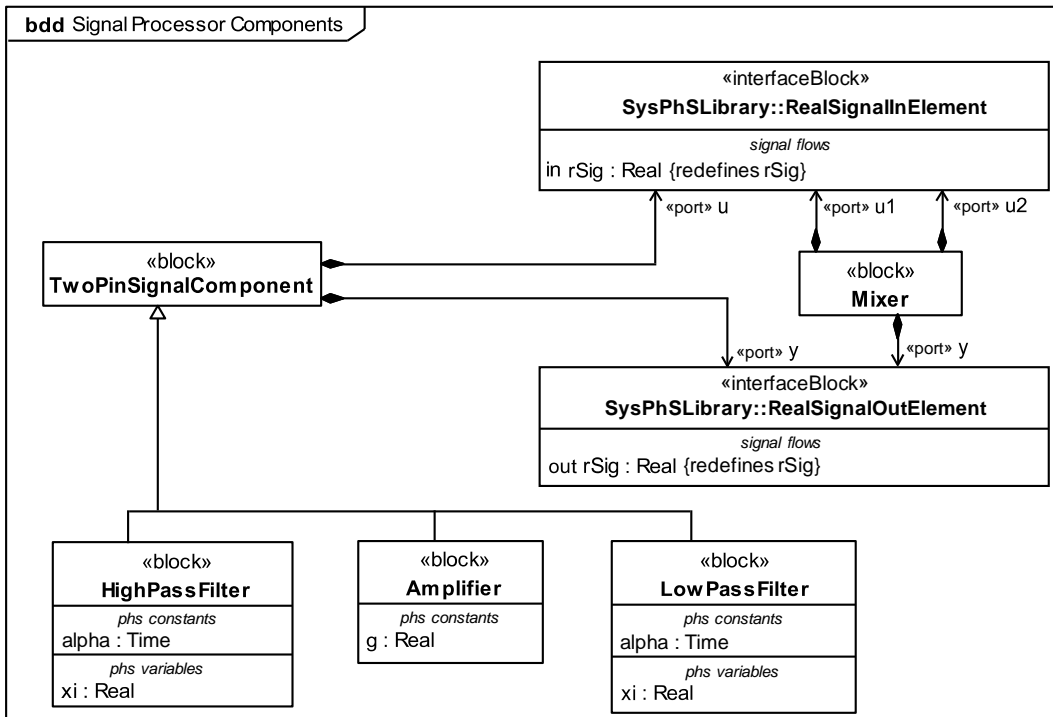 bdd Signal Processor Components
«interfaceBlock»
SysPhSLibrary::RealSignalInElement
signal flows
in rSig : Real {redefines rSig}
«port» u
«port» u1
«port» u2
«block»
TwoPinSignalComponent
«block»
Mixer
«port» y
«port» y
«interfaceBlock»
SysPhSLibrary::RealSignalOutElement
signal flows
out rSig : Real {redefines rSig}
«block»
HighPassFilter
phs constants
alpha : Time
phs variables
xi : Real
«block»
Amplifier
phs constants
g : Real
«block»
LowPassFilter
phs constants
alpha : Time
phs variables
xi : Real